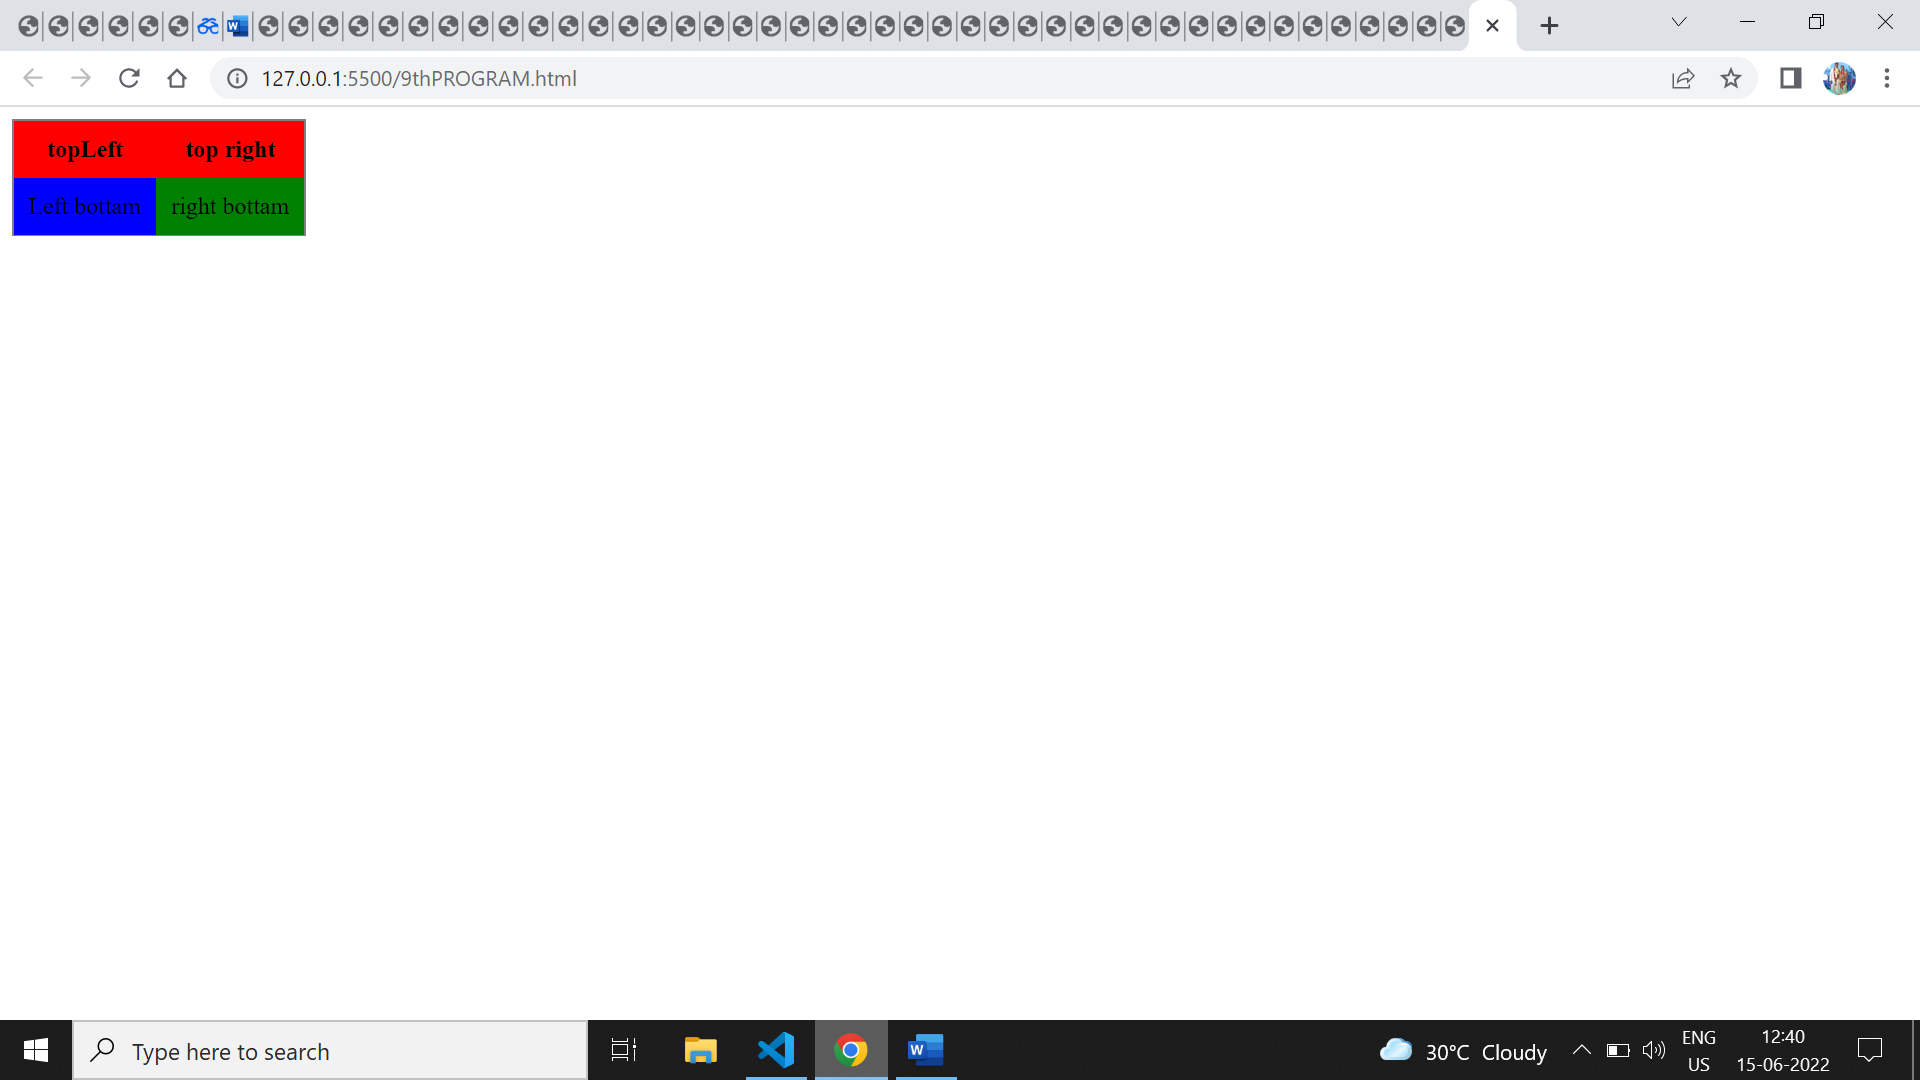 127.0.0.1:5500/9thPROGRAM.html
topLeft top right
Left bottam right bottam
Type here to search
30°C Cloudy
ENG
US
12:40
15-06-2022